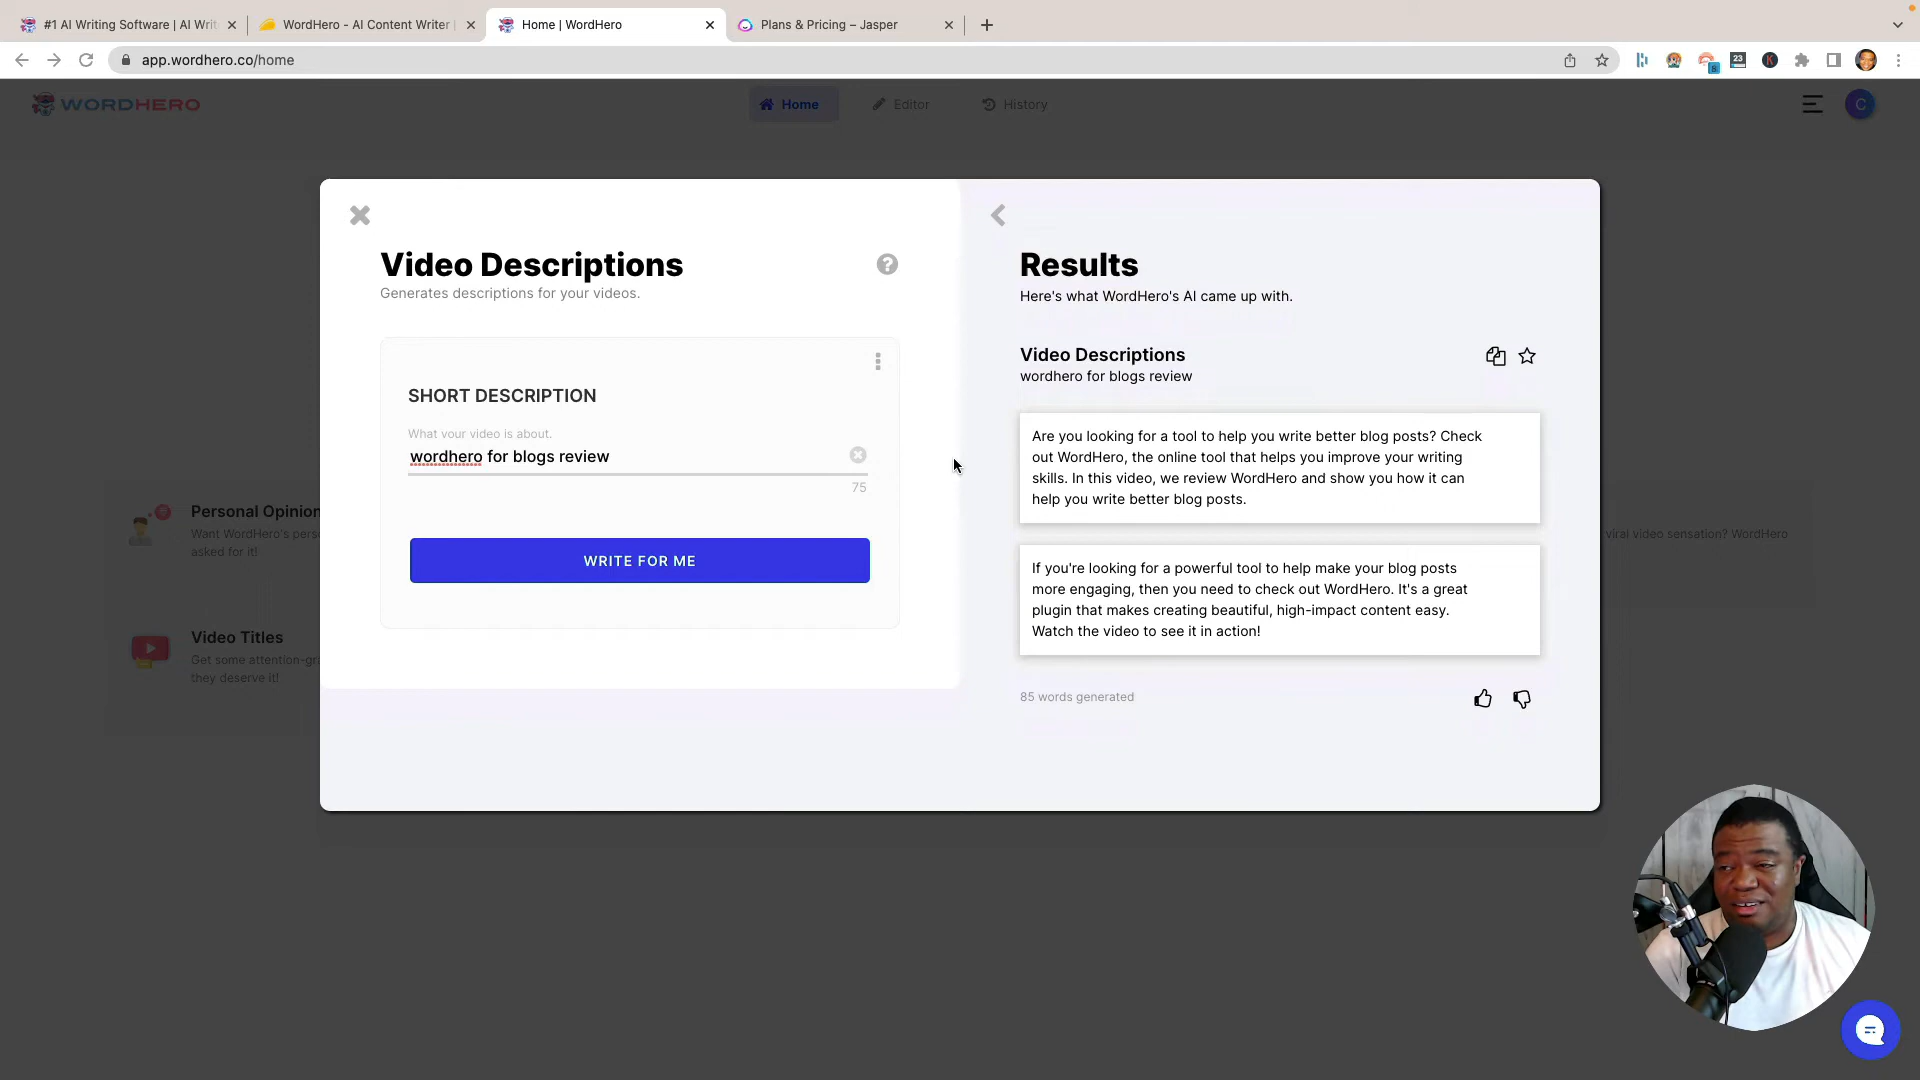 #1 AI Writing Software | AI Writ
WordHero - AI Content Writer |
Home | WordHero
Plans & Pricing – Jasper
app.wordhero.co/home
23
WORDHERO
Home
Editor
History
C
Video Descriptions
Generates descriptions for your videos.
SHORT DESCRIPTION
What your video is about.
wordhero for blogs review
75
WRITE FOR ME
Results
Here's what WordHero's AI came up with.
Video Descriptions
wordhero for blogs review
Are you looking for a tool to help you write better blog posts? Check
out WordHero, the online tool that helps you improve your writing
skills. In this video, we review WordHero and show you how it can
help you write better blog posts.
If you're looking for a powerful tool to help make your blog posts
more engaging, then you need to check out WordHero. It's a great
plugin that makes creating beautiful, high-impact content easy.
Watch the video to see it in action!
85 words generated
Personal Opinion
Want WordHero's pers
asked for it!
Video Titles
Get some attention-gra
they deserve it!
viral video sensation? WordHero